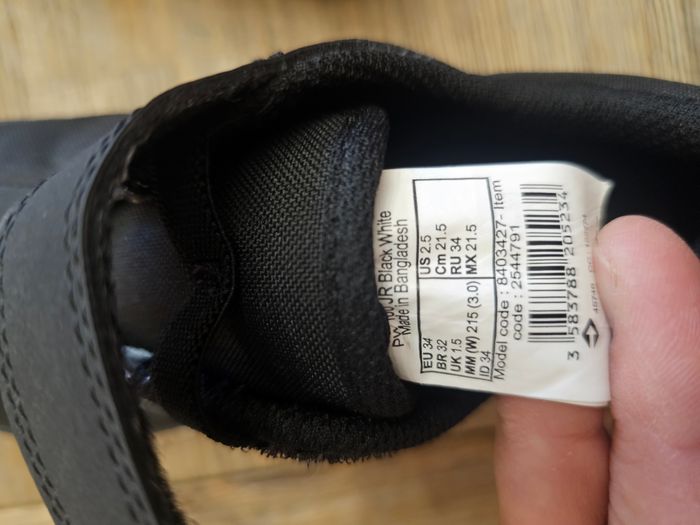 JR Black White
Made in Bangladesh
EU 34 US 2.5
BR 32 Cm 21.5
UK 1.5 RU 34
MM (W) 215 (3.0) MX 21.5
ID 34
Model code : 8403427- Item
code : 2544791
3 583788 205234